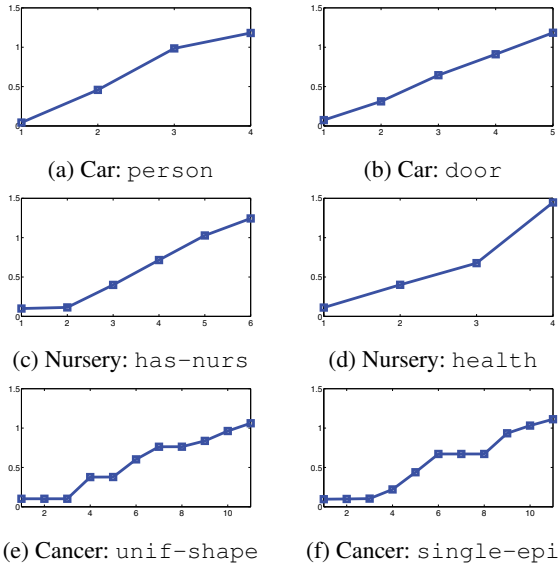 1.5
1
0.5
0
1 2 3 4
(a) Car: person
1.5
1
0.5
0
1 2 3 4 5
(b) Car: door
1.5
1
0.5
0
1 2 3 4 5 6
(c) Nursery: has-nurs
1.5
1
0.5
0
1 2 3 4
(d) Nursery: health
1.5
1
0.5
0
2 4 6 8 10
(e) Cancer: unif-shape
1.5
1
0.5
0
2 4 6 8 10
(f) Cancer: single-epi